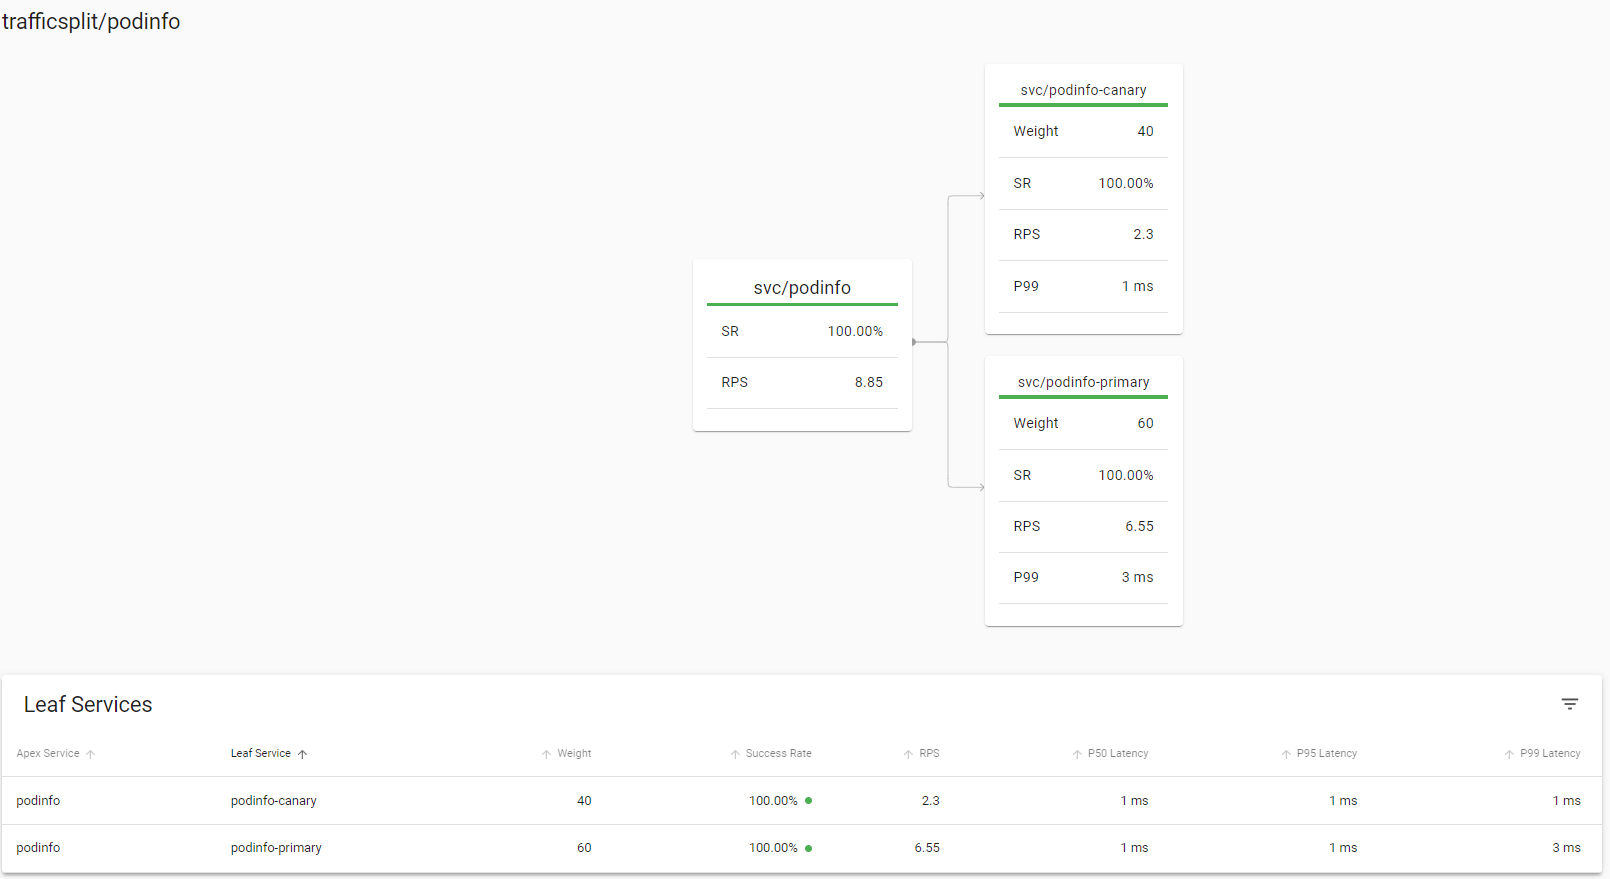 trafficsplit/podinfo
svc/podinfo-canary
Weight 40
SR 100.00%
RPS 2.3
P99 1 ms
svc/podinfo
SR 100.00%
RPS 8.85
svc/podinfo-primary
Weight 60
SR 100.00%
RPS 6.55
P99 3 ms
Leaf Services
Apex Service Leaf Service Weight Success Rate RPS P50 Latency P95 Latency P99 Latency
podinfo podinfo-canary 40 100.00% 2.3 1 ms 1 ms 1 ms
podinfo podinfo-primary 60 100.00% 6.55 1 ms 1 ms 3 ms